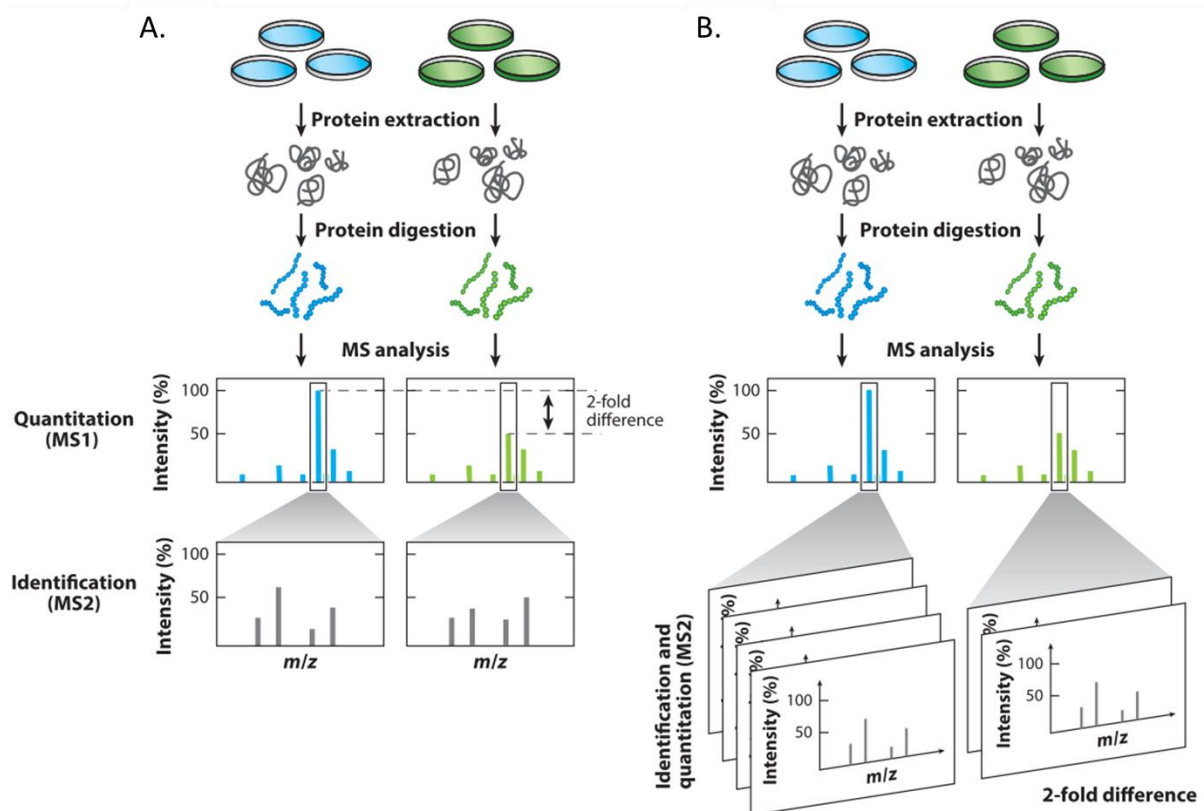 A.
Protein extraction
Protein digestion
MS analysis
Quantitation
(MS1)
Intensity (%)
100
50
2-fold
difference
Identification
(MS2)
Intensity (%)
100
50
m/z
m/z
B.
Protein extraction
Protein digestion
MS analysis
Intensity (%)
100
50
Identification and
quantitation (MS2)
Intensity (%)
100
50
m/z
Intensity (%)
100
50
m/z
2-fold difference